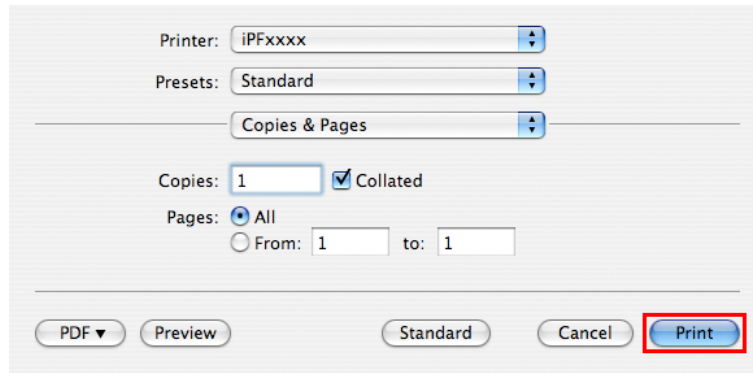 Printer: iPFxxxx
Presets: Standard
Copies & Pages
Copies: 1 Collated
Pages: All
From: 1 to: 1
PDF ▼ Preview Standard Cancel Print